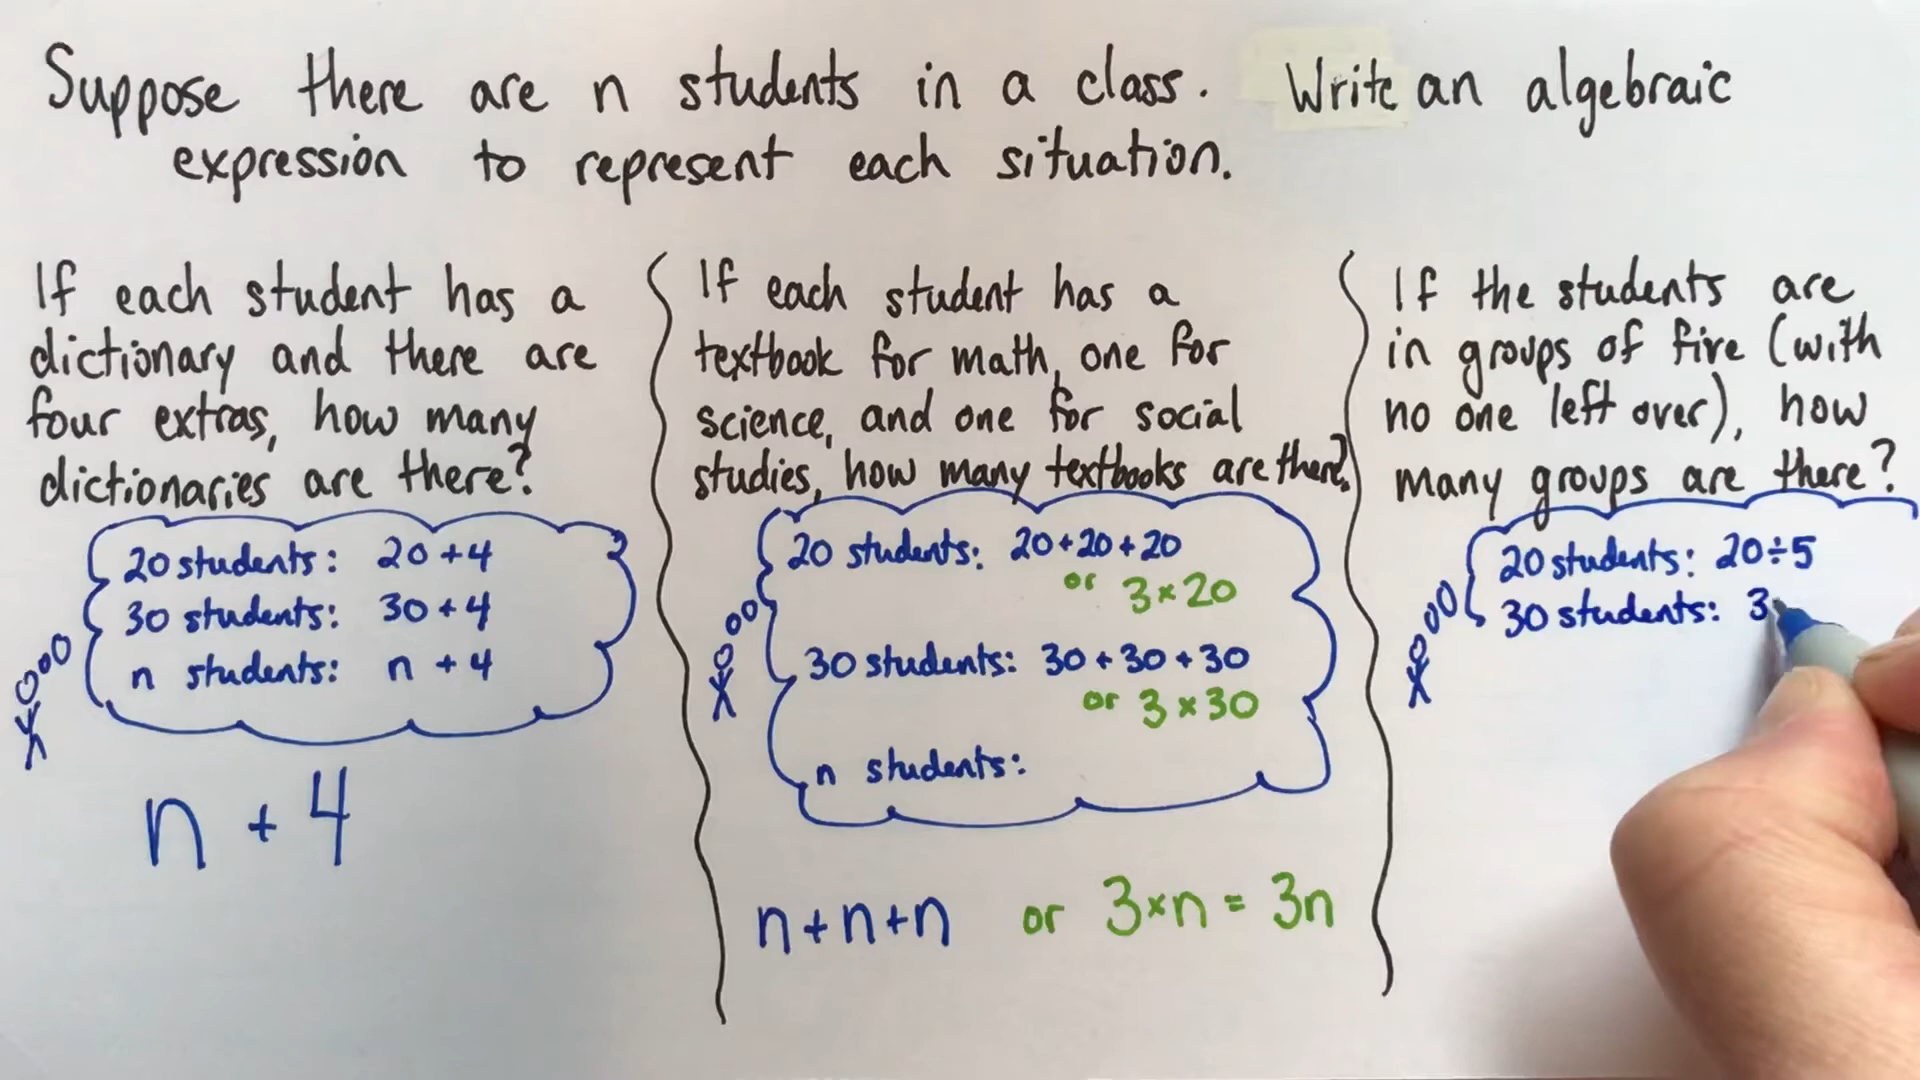 Suppose there are n students in a class. Write an algebraic
expression to represent each situation.
If each student has a
dictionary and there are
four extras, how many
dictionaries are there?
20 students: 20 + 4
30 students: 30 + 4
n students: n + 4
n + 4
If each student has a
textbook for math, one for
science, and one for social
studies, how many textbooks are there?
20 students: 20 + 20 + 20
or 3 × 20
30 students: 30 + 30 + 30
or 3 × 30
n students:
n + n + n or 3 × n = 3n
If the students are
in groups of five (with
no one left over), how
many groups are there?
20 students: 20 ÷ 5
30 students: 3